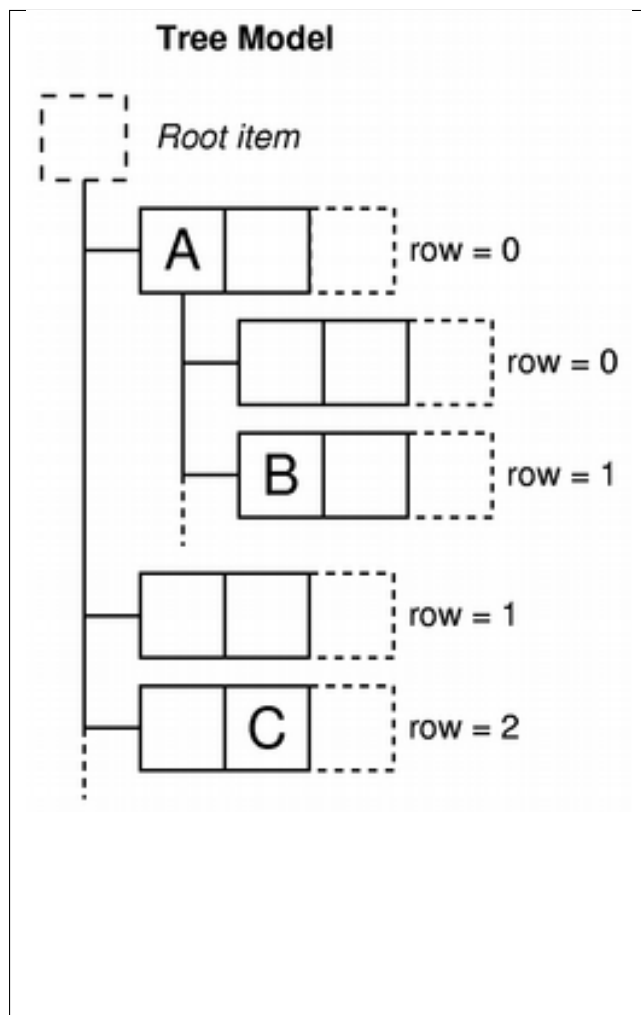 Tree Model
Root item
A row = 0
row = 0
B row = 1
row = 1
C row = 2